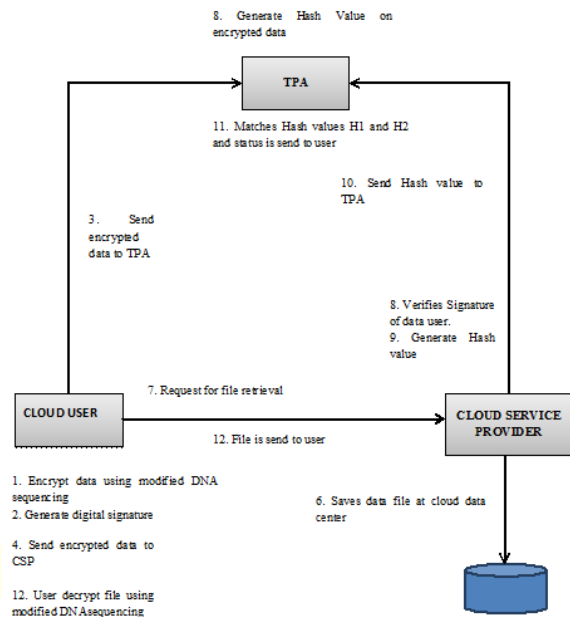 8. Generate Hash Value on
encrypted data
TPA
11. Matches Hash values H1 and H2
and status is send to user
10. Send Hash value to
TPA
3. Send
encrypted
data to TPA
8. Verifies Signature
of data user.
9. Generate Hash
value
7. Request for file retrieval
CLOUD USER
CLOUD SERVICE
PROVIDER
12. File is send to user
1. Encrypt data using modified DNA
sequencing
2. Generate digital signature
4. Send encrypted data to
CSP
12. User decrypt file using
modified DNAsequencing
6. Saves data file at cloud data
center